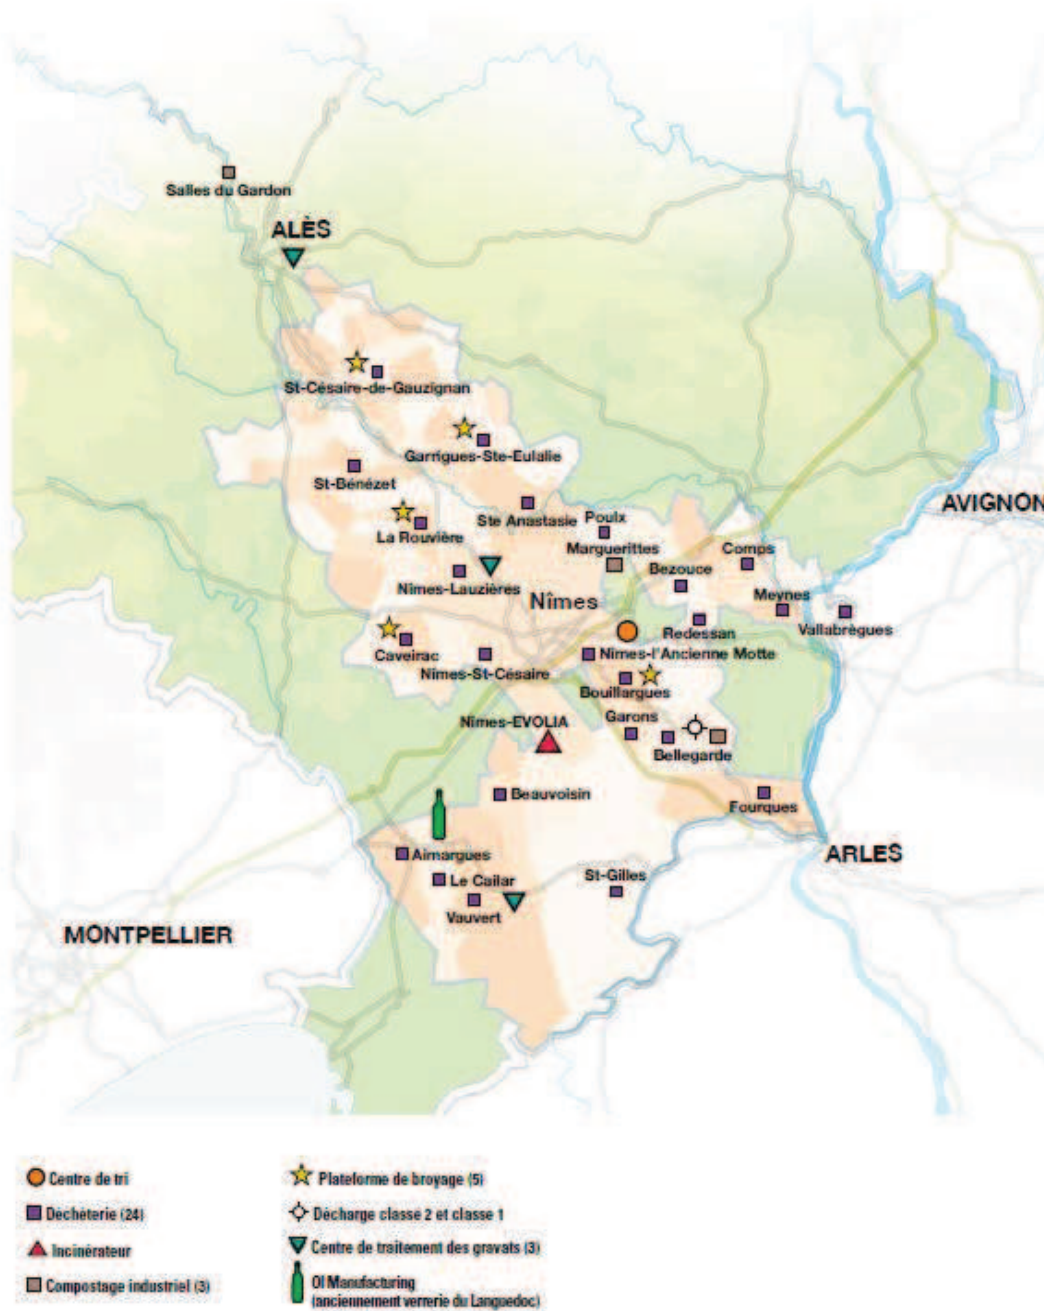 Salles du Gardon
ALÈS
St-Césaire-de-Gauzignan
Garrigues-Ste-Eulalie
St-Bénézet
AVIGNON
Ste Anastasie
Poulx
La Rouvière
Marguerittes
Comps
Bezouce
Nîmes-Lauzières
Meynes
Nîmes
Vallabrègues
Redessan
Caveirac
Nîmes-l'Ancienne Motte
Nîmes-St-Césaire
Bouillargues
Nîmes-EVOLIA
Garons
Bellegarde
Beauvoisin
Fourques
Aimargues
ARLES
Le Cailar
St-Gilles
Vauvert
MONTPELLIER
Centre de tri
Déchèterie (24)
Incinérateur
Compostage industriel (3)
Plateforme de broyage (5)
Décharge classe 2 et classe 1
Centre de traitement des gravats (3)
OI Manufacturing
(anciennement verrerie du Languedoc)